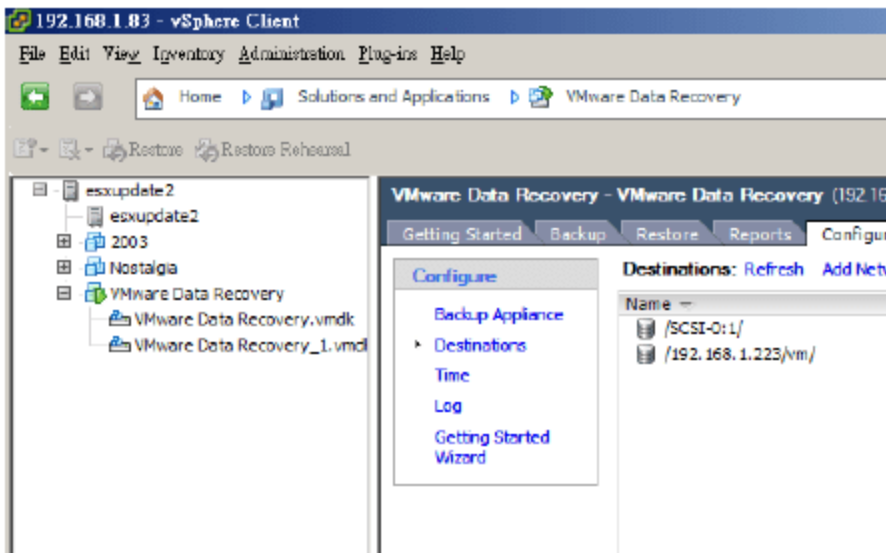 192.168.1.83 - vSphere Client
File Edit View Inventory Administration Plug-ins Help
Home Solutions and Applications VMware Data Recovery
Restore Restore Rehearsal
esxupdate2
esxupdate2
2003
Nostalgia
VMware Data Recovery
VMware Data Recovery.vmdk
VMware Data Recovery_1.vmd
VMware Data Recovery - VMware Data Recovery (192.16
Getting Started Backup Restore Reports Configur
Configure
Backup Appliance
Destinations
Time
Log
Getting Started
Wizard
Destinations: Refresh Add Netw
Name
/SCSI-0:1/
/192.168.1.223/vm/